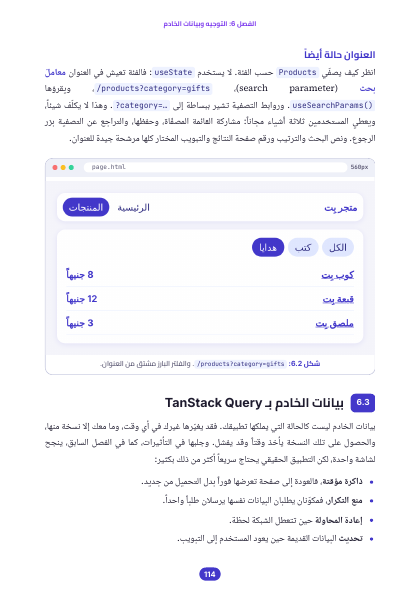 الفصل 6: التوجيه وبيانات الخادم
العنوان حالة أيضاً
انظر كيف يصفّي Products حسب الفئة. لا يستخدم useState: فالفئة تعيش في العنوان معاملَ
بحث (search parameter)، /products?category=gifts، ويقرؤها
useSearchParams(). وروابط التصفية تشير ببساطة إلى ?category=…. وهذا لا يكلّف شيئاً،
ويعطي المستخدمين ثلاثة أشياء مجاناً: مشاركة القائمة المصفّاة، وحفظها، والتراجع عن التصفية بزر
الرجوع. ونص البحث والترتيب ورقم صفحة النتائج والتبويب المختار كلها مرشحة جيدة للعنوان.
page.html 560px
متجر بِت الرئيسية المنتجات
الكل كتب هدايا
كوب بِت 8 جنيهاً
قبعة بِت 12 جنيهاً
ملصق بِت 3 جنيهاً
شكل 6.2: /products?category=gifts. والفلتر البارز مشتق من العنوان.
6.3 بيانات الخادم بـ TanStack Query
بيانات الخادم ليست كالحالة التي يملكها تطبيقك. فقد يغيّرها غيرك في أي وقت، وما معك إلا نسخة منها،
والحصول على تلك النسخة يأخذ وقتاً وقد يفشل. وجلبها في التأثيرات، كما في الفصل السابق، ينجح
لشاشة واحدة، لكن التطبيق الحقيقي يحتاج سريعاً أكثر من ذلك بكثير:
• ذاكرة مؤقتة، فالعودة إلى صفحة تعرضها فوراً بدل التحميل من جديد.
• منع التكرار، فمكوّنان يطلبان البيانات نفسها يرسلان طلباً واحداً.
• إعادة المحاولة حين تتعطل الشبكة لحظة.
• تحديث البيانات القديمة حين يعود المستخدم إلى التبويب.
114